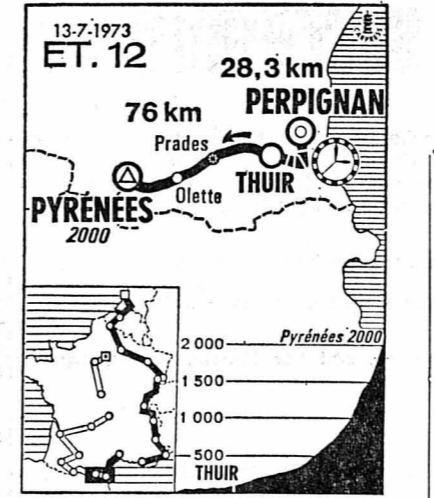 13-7-1973
ET. 12
28,3 km
PERPIGNAN
76 km
Prades
THUIR
Olette
PYRÉNÉES
2000
Pyrénées 2000
2 000
1 500
1 000
500
THUIR